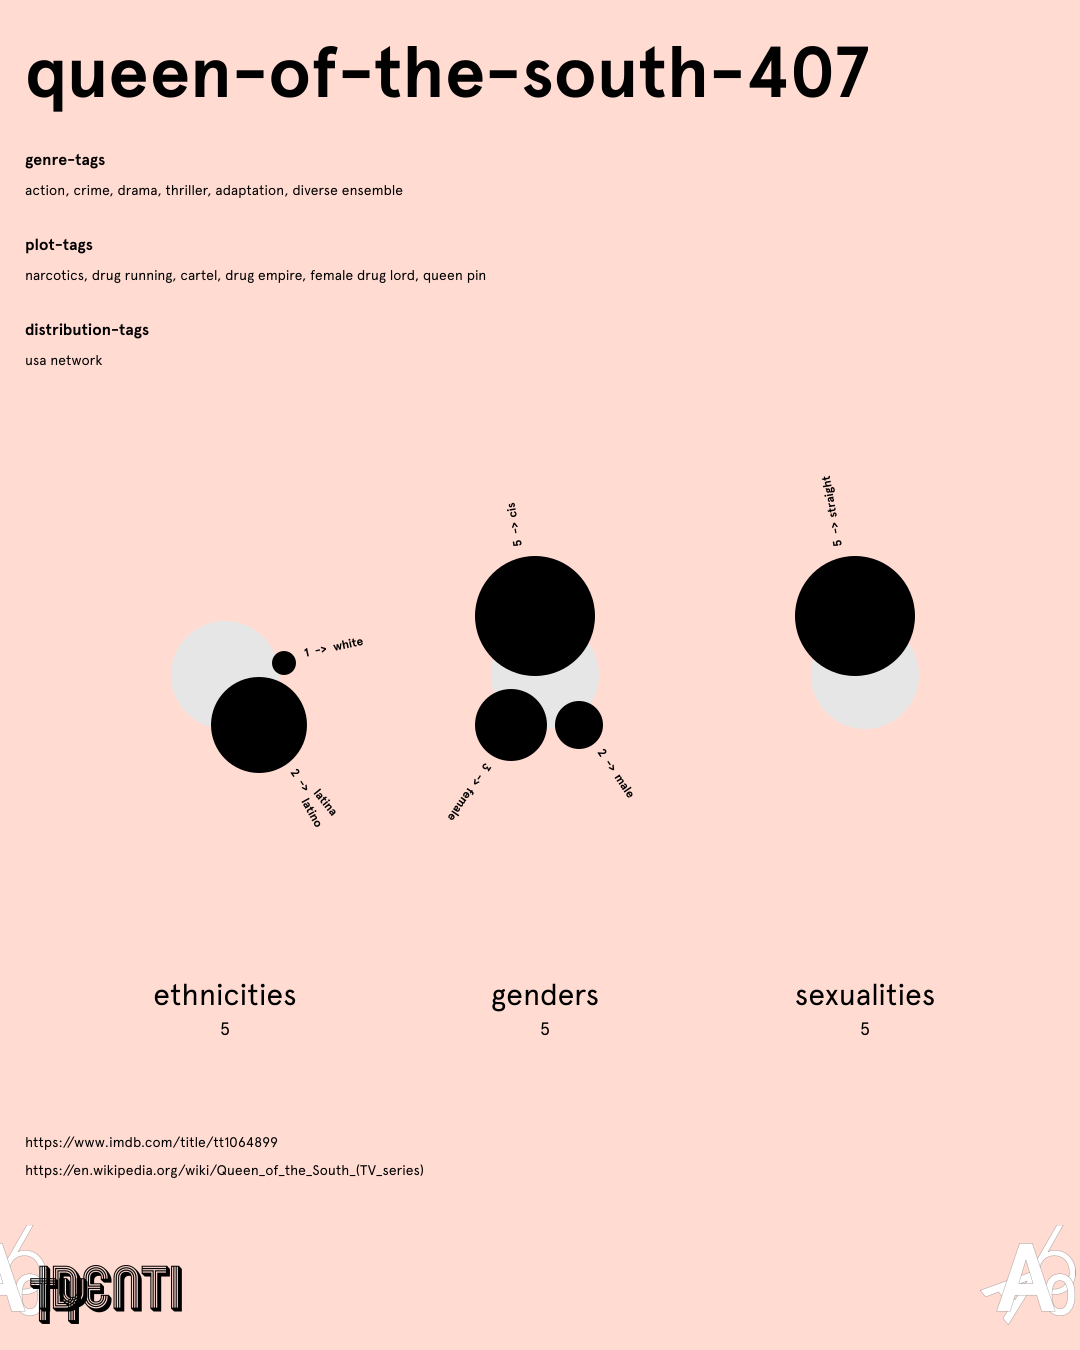 queen-of-the-south-407
genre-tags
action, crime, drama, thriller, adaptation, diverse ensemble
plot-tags
narcotics, drug running, cartel, drug empire, female drug lord, queen pin
distribution-tags
usa network
5 -> cis
5 -> straight
1 -> white
2 -> latina
latino
3 -> female
2 -> male
ethnicities
5
genders
5
sexualities
5
https://www.imdb.com/title/tt1064899
https://en.wikipedia.org/wiki/Queen_of_the_South_(TV_series)